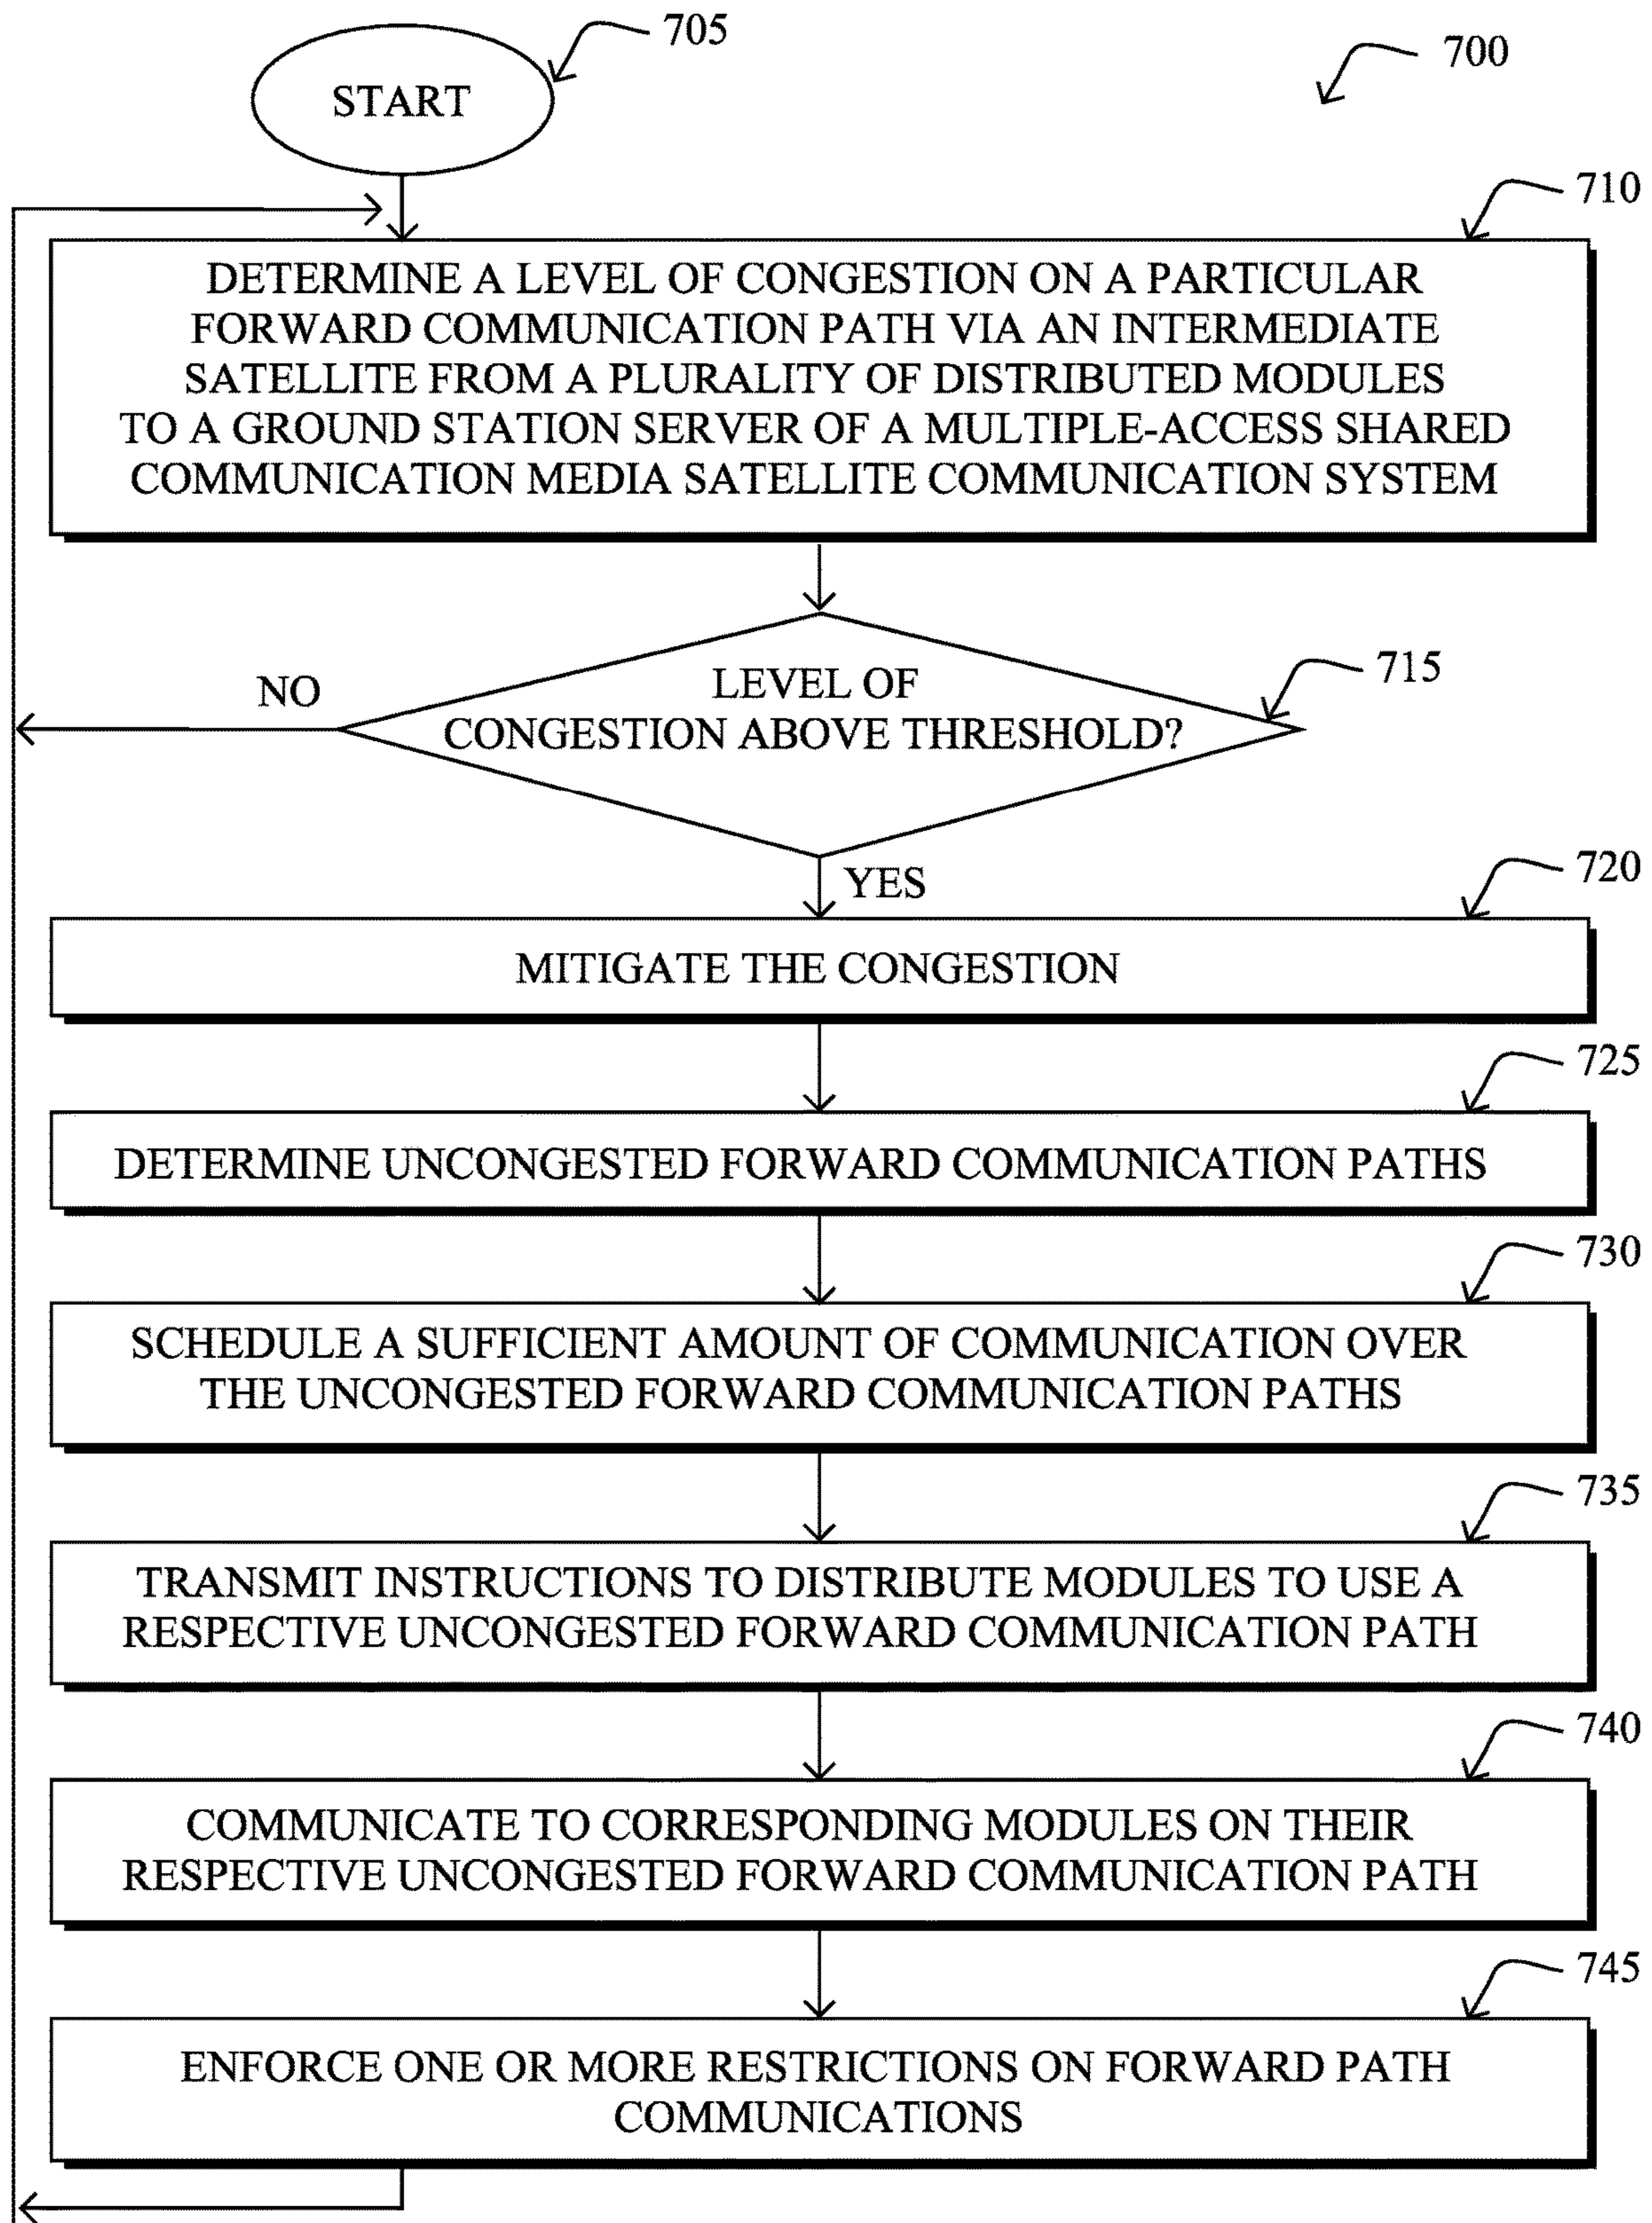 705
700
START
710
DETERMINE A LEVEL OF CONGESTION ON A PARTICULAR
FORWARD COMMUNICATION PATH VIA AN INTERMEDIATE
SATELLITE FROM A PLURALITY OF DISTRIBUTED MODULES
TO A GROUND STATION SERVER OF A MULTIPLE-ACCESS SHARED
COMMUNICATION MEDIA SATELLITE COMMUNICATION SYSTEM
715
NO
LEVEL OF
CONGESTION ABOVE THRESHOLD?
YES
720
MITIGATE THE CONGESTION
725
DETERMINE UNCONGESTED FORWARD COMMUNICATION PATHS
730
SCHEDULE A SUFFICIENT AMOUNT OF COMMUNICATION OVER
THE UNCONGESTED FORWARD COMMUNICATION PATHS
735
TRANSMIT INSTRUCTIONS TO DISTRIBUTE MODULES TO USE A
RESPECTIVE UNCONGESTED FORWARD COMMUNICATION PATH
740
COMMUNICATE TO CORRESPONDING MODULES ON THEIR
RESPECTIVE UNCONGESTED FORWARD COMMUNICATION PATH
745
ENFORCE ONE OR MORE RESTRICTIONS ON FORWARD PATH
COMMUNICATIONS